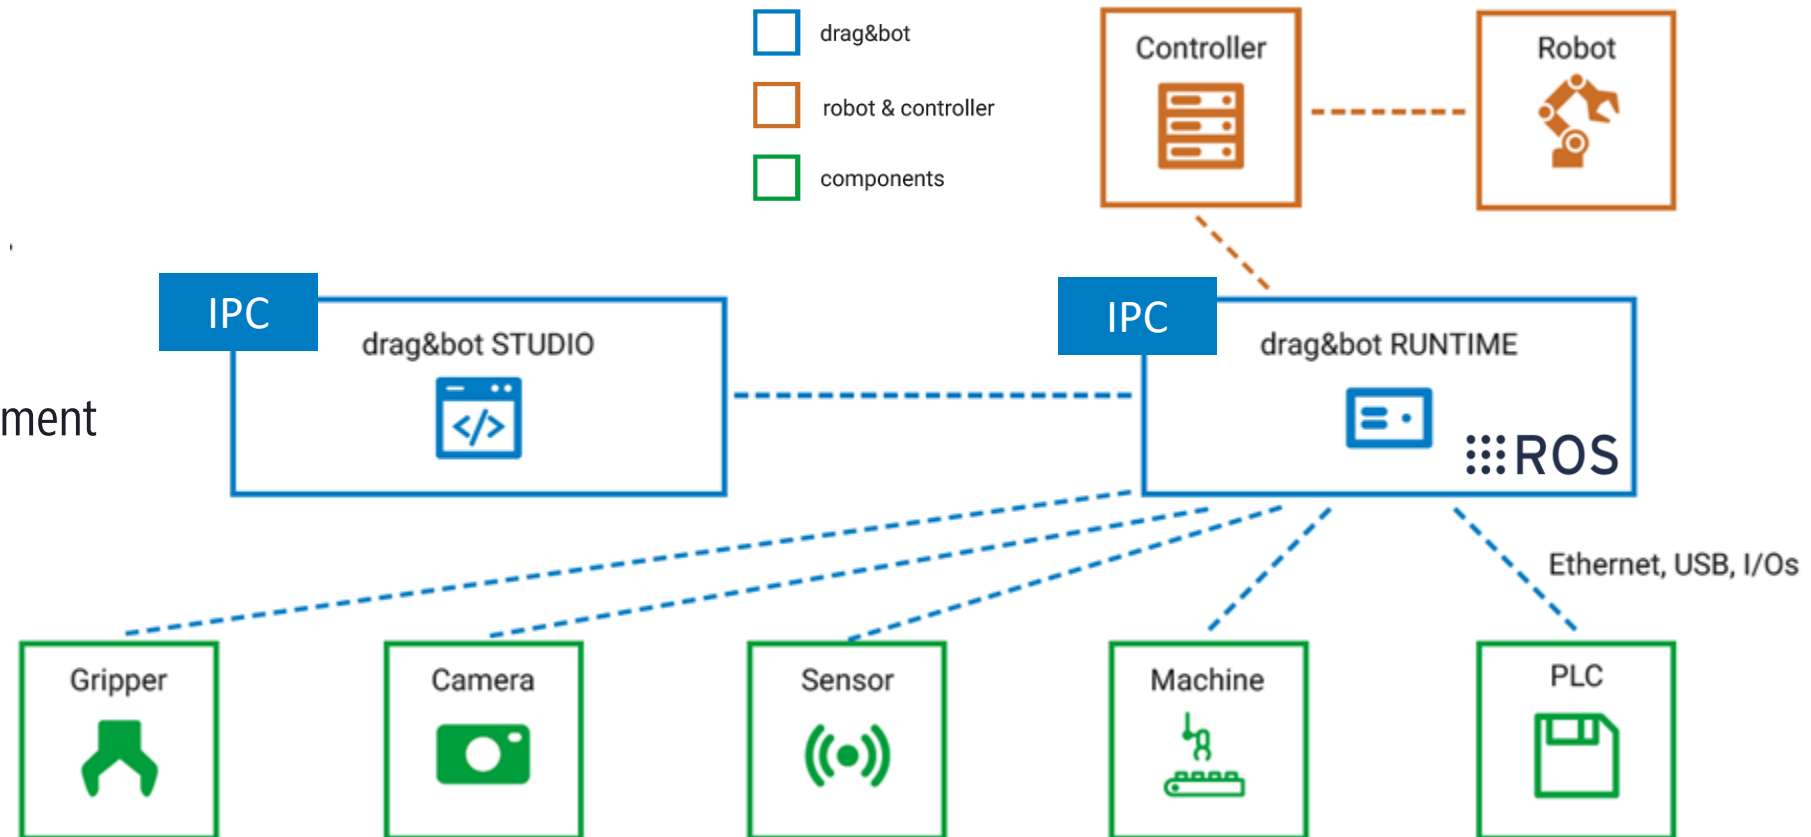 drag&bot
robot & controller
components
Controller
Robot
IPC
drag&bot STUDIO
IPC
drag&bot RUNTIME
ROS
ment
Ethernet, USB, I/Os
Gripper
Camera
Sensor
Machine
PLC